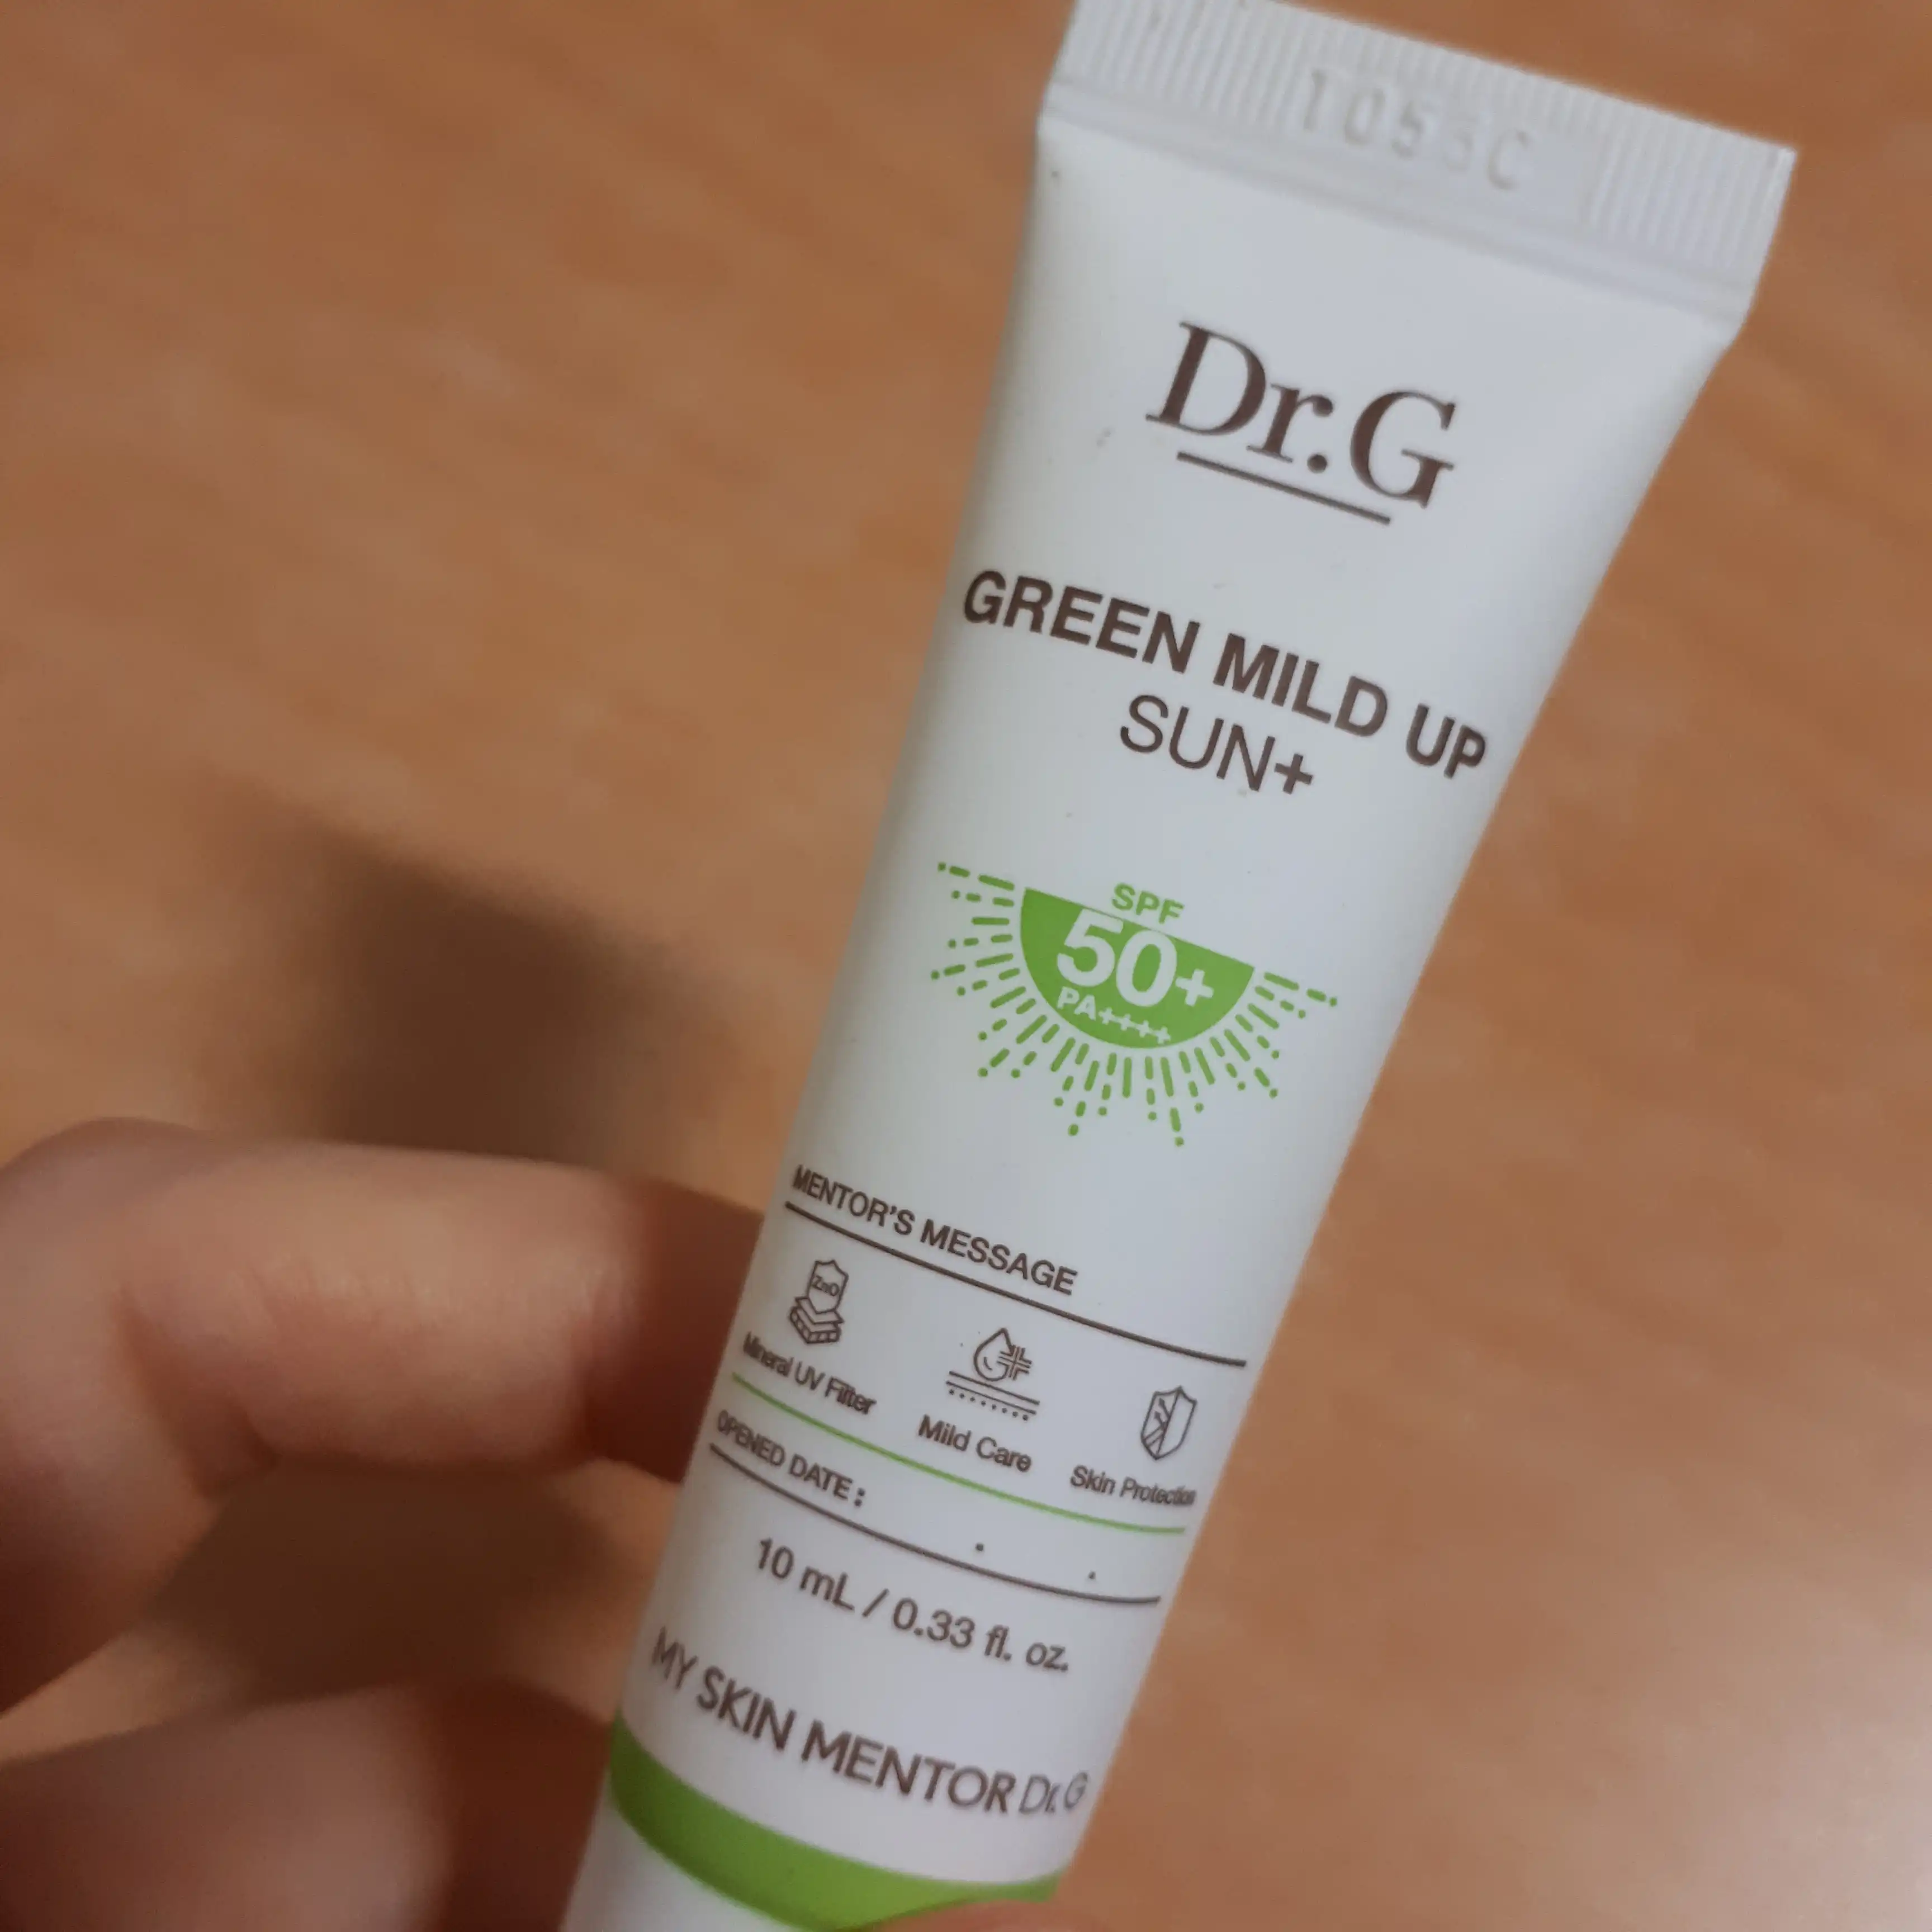 Dr.G
GREEN MILD UP
SUN+
SPF
50+
PA++++
MENTOR'S MESSAGE
ZnO
Mineral UV Filter
Mild Care
Skin Protection
OPENED DATE : . .
10 mL / 0.33 fl. oz.
MY SKIN MENTOR Dr.G